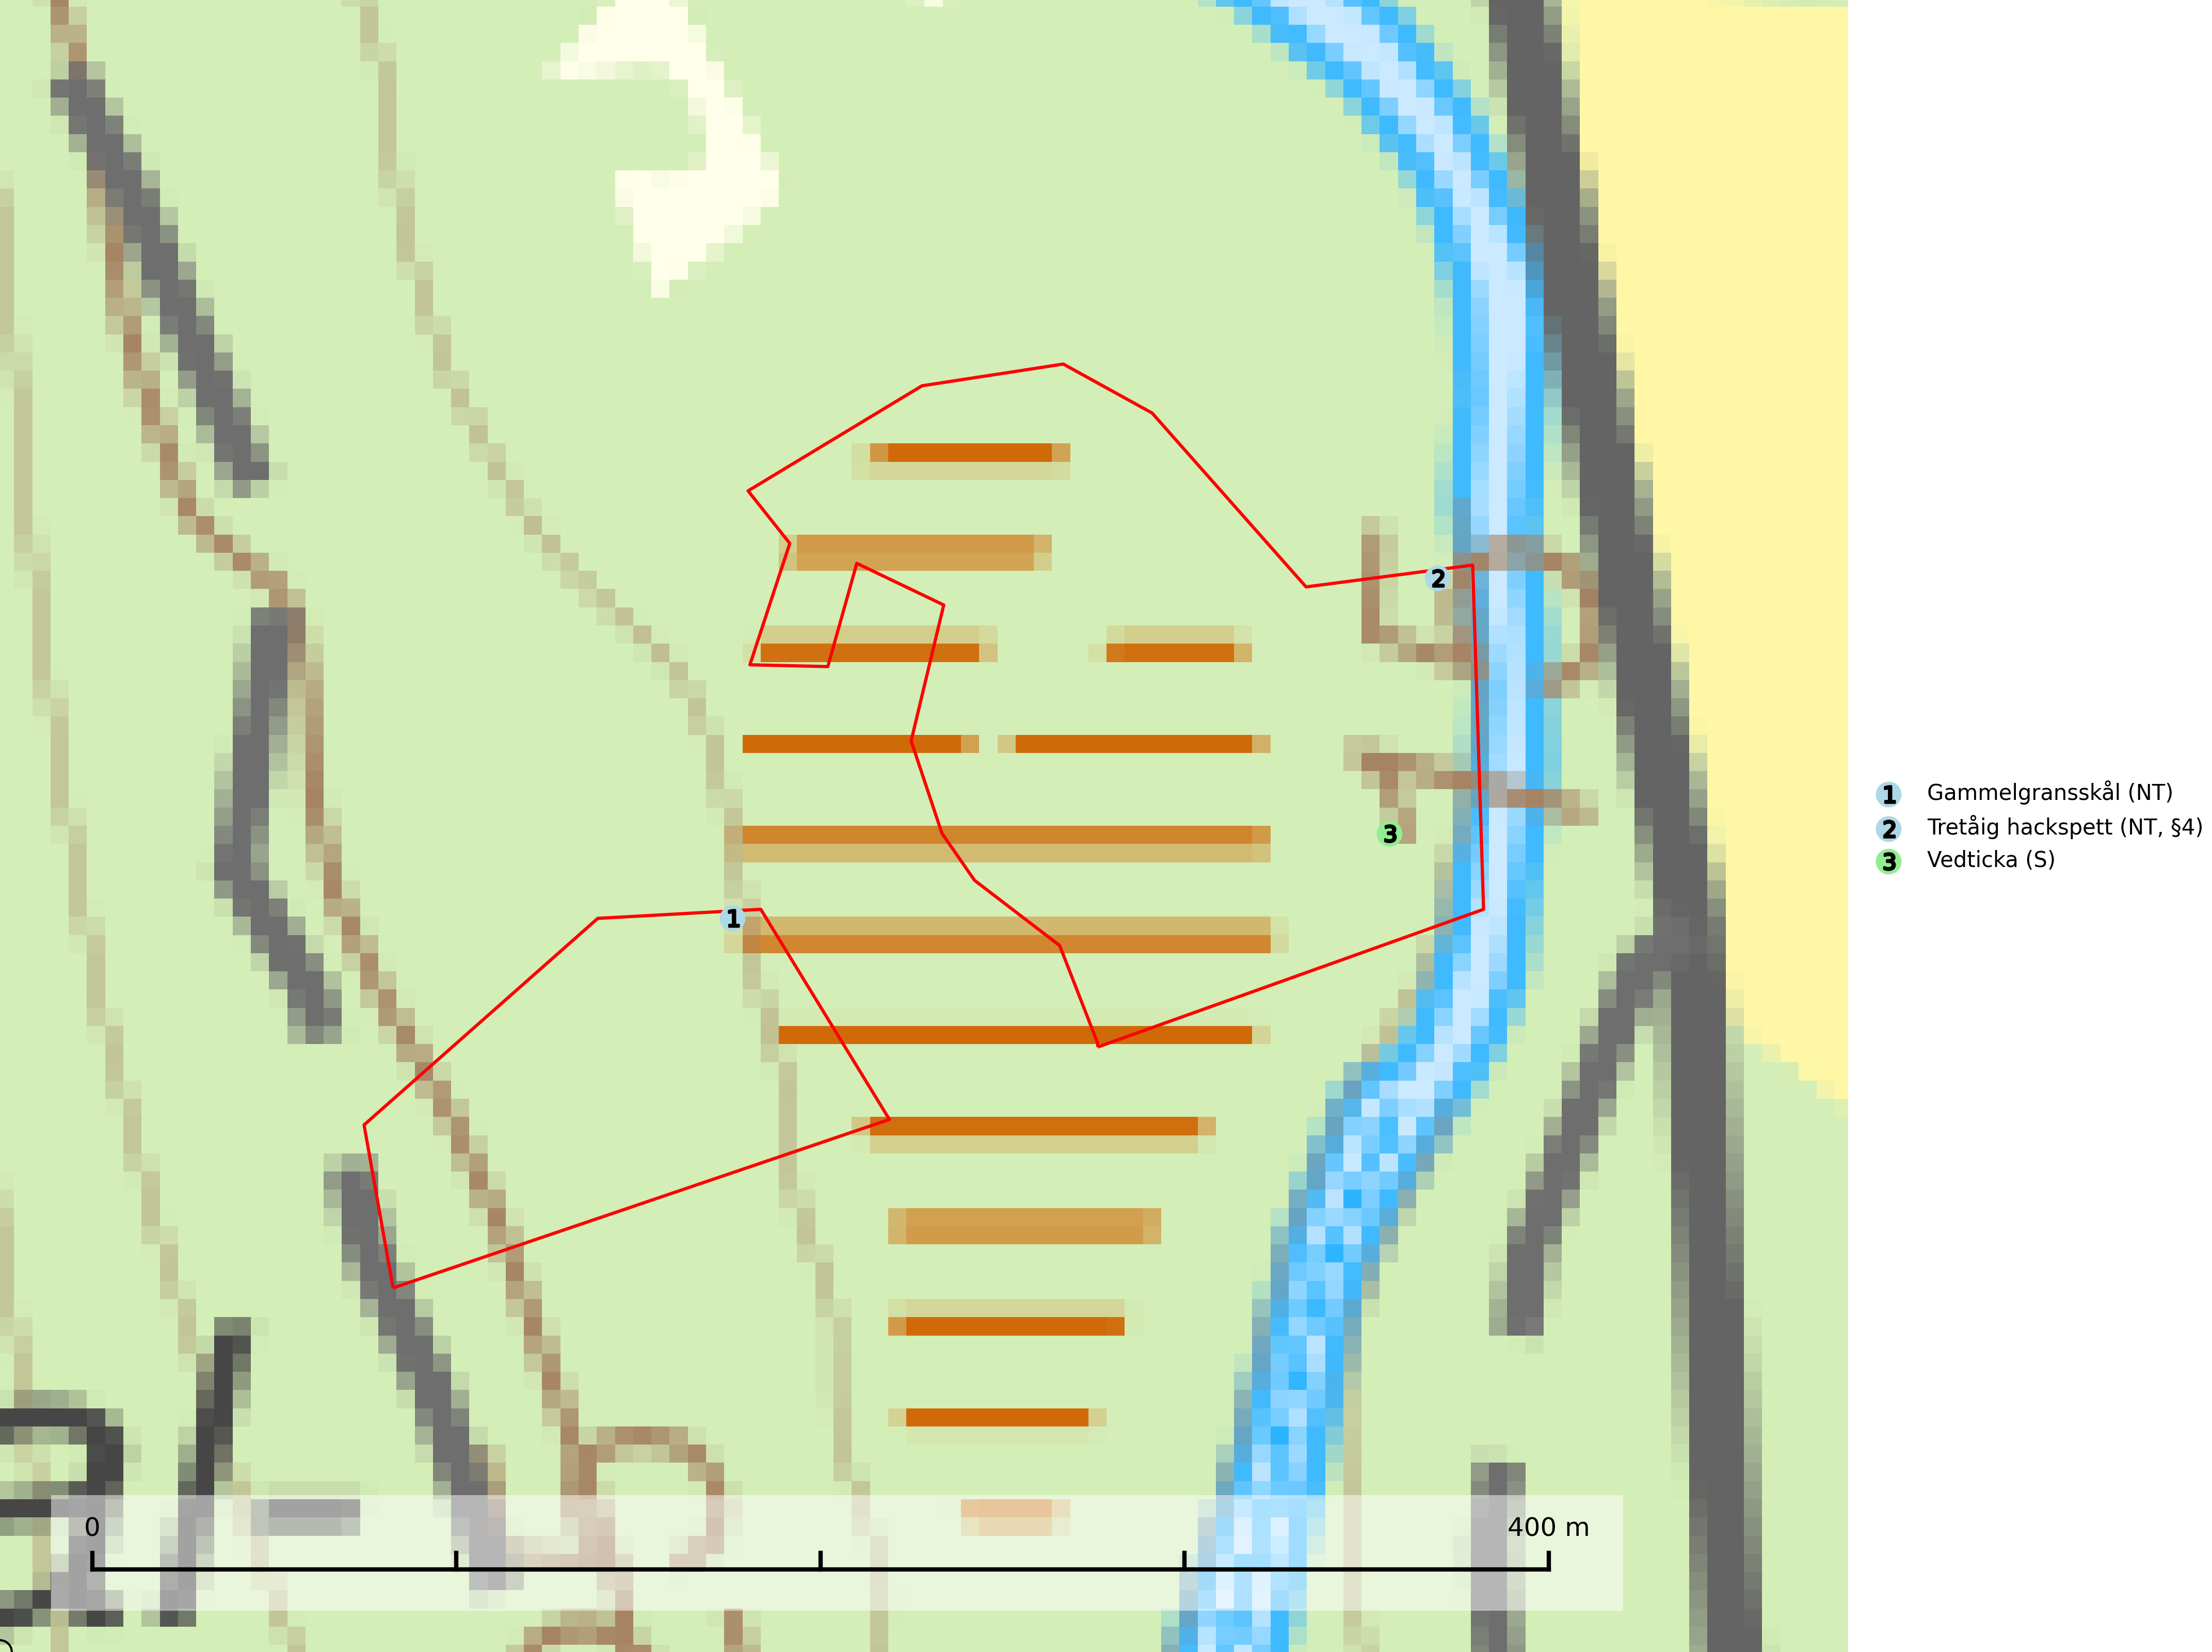 2
3
1
1 Gammelgransskål (NT)
2 Tretåig hackspett (NT, §4)
3 Vedticka (S)
0 400 m